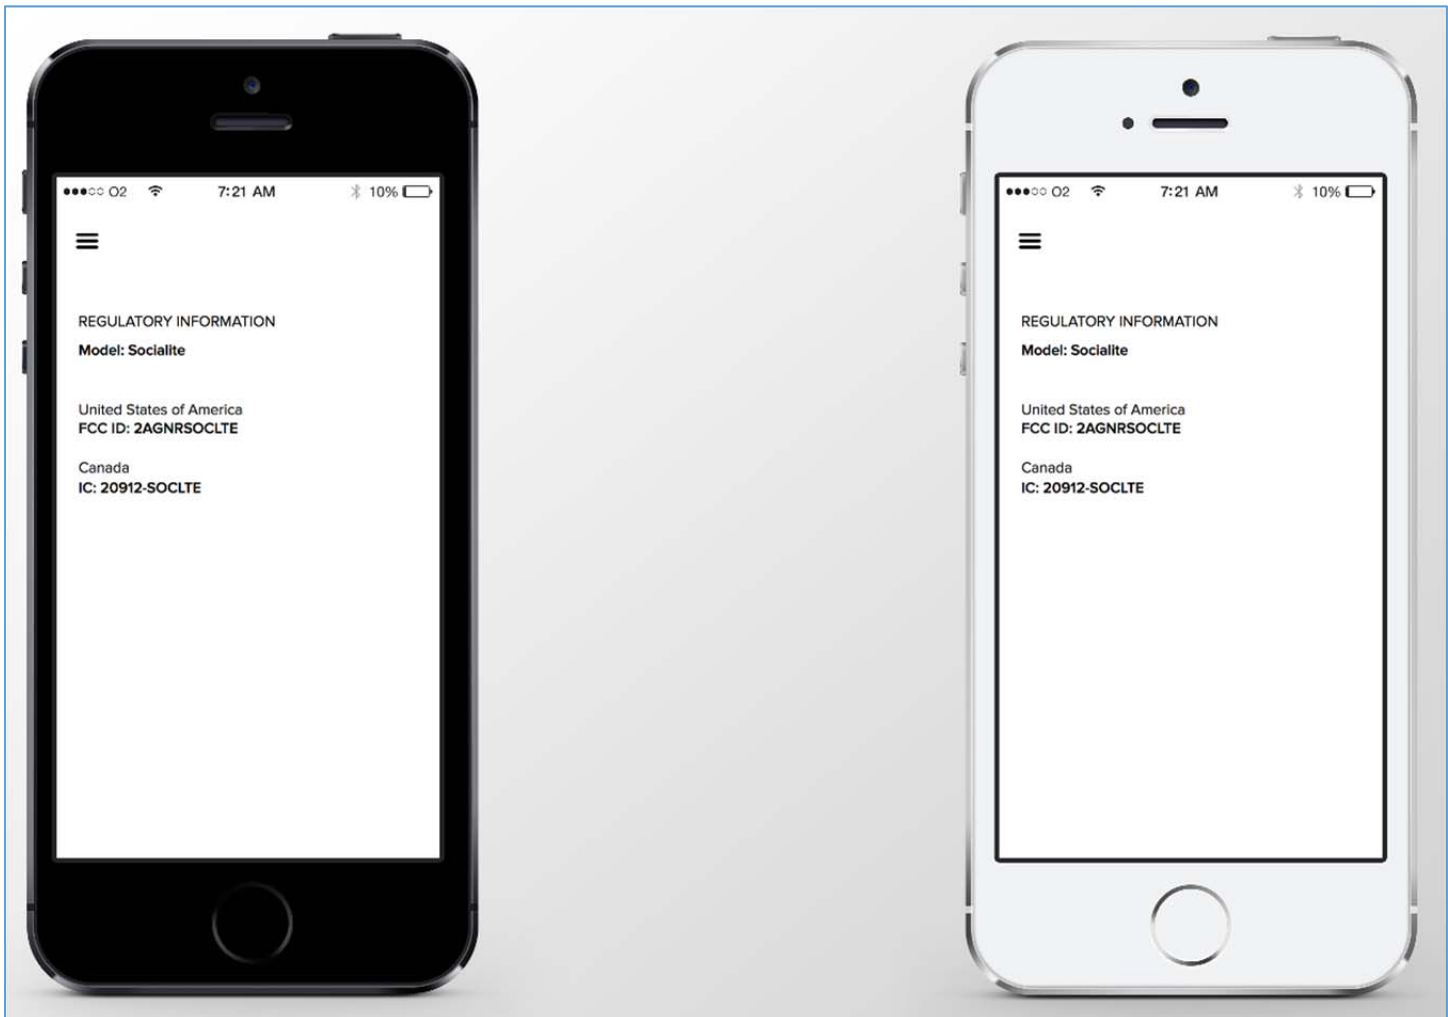 ●●●○○ O2 7:21 AM 10%
REGULATORY INFORMATION
Model: Socialite
United States of America
FCC ID: 2AGNRSOCLTE
Canada
IC: 20912-SOCLTE
●●●○○ O2 7:21 AM 10%
REGULATORY INFORMATION
Model: Socialite
United States of America
FCC ID: 2AGNRSOCLTE
Canada
IC: 20912-SOCLTE